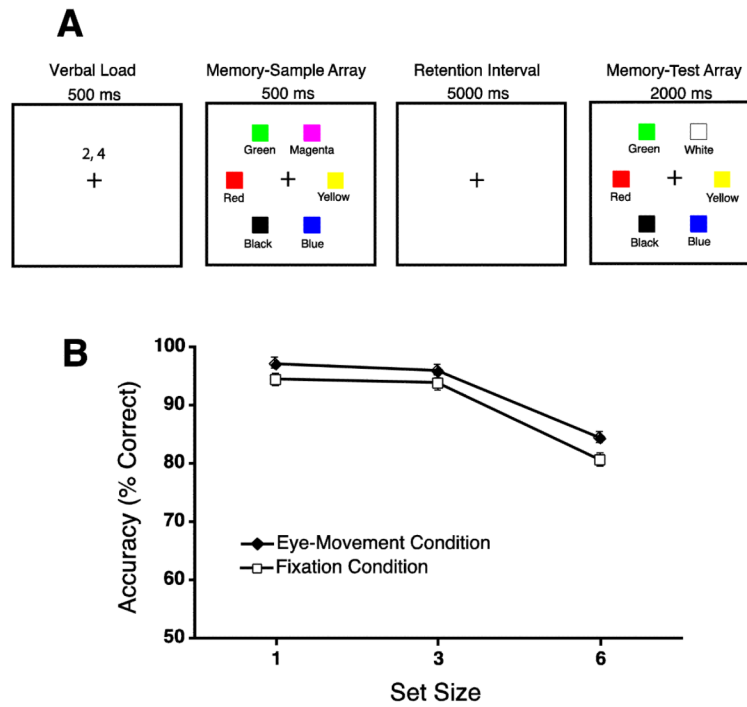 A
Verbal Load
500 ms
Memory-Sample Array
500 ms
Retention Interval
5000 ms
Memory-Test Array
2000 ms
2, 4
+
Green
Magenta
+
Red
Yellow
Black
Blue
+
Green
White
+
Red
Yellow
Black
Blue
B
Accuracy (% Correct)
100
90
80
70
60
50
Eye-Movement Condition
Fixation Condition
1
3
6
Set Size